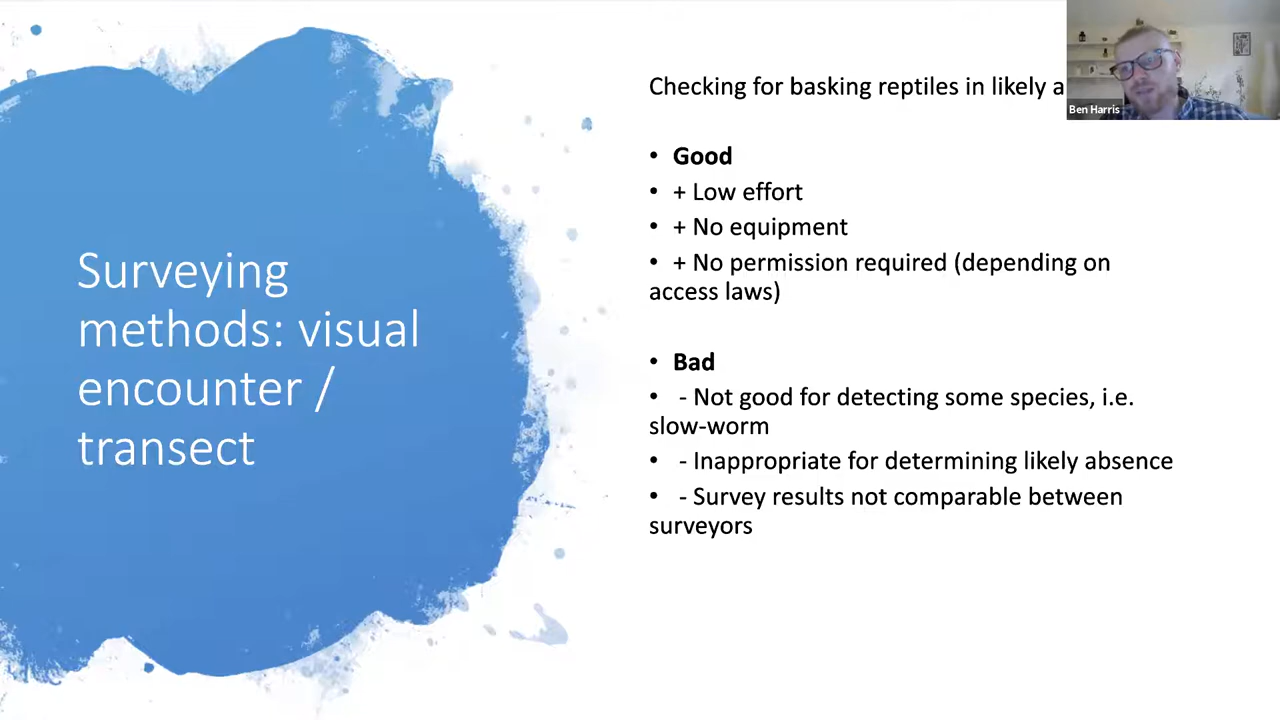 Surveying
methods: visual
encounter /
transect
Checking for basking reptiles in likely
Ben Harris
• Good
• + Low effort
• + No equipment
• + No permission required (depending on
access laws)
• Bad
• - Not good for detecting some species, i.e.
slow-worm
• - Inappropriate for determining likely absence
• - Survey results not comparable between
surveyors